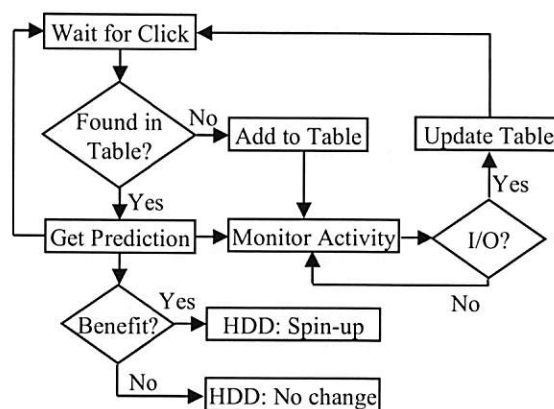 Wait for Click
Found in
Table?
No
Add to Table
Update Table
Yes
Yes
Get Prediction
Monitor Activity
I/O?
No
Benefit?
Yes
HDD: Spin-up
No
HDD: No change